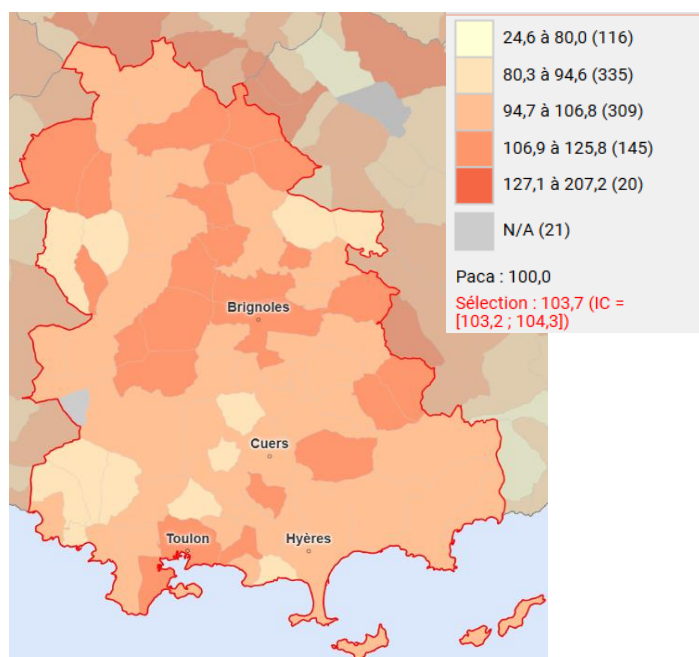 24,6 à 80,0 (116)
80,3 à 94,6 (335)
94,7 à 106,8 (309)
106,9 à 125,8 (145)
127,1 à 207,2 (20)
N/A (21)
Paca : 100,0
Sélection : 103,7 (IC =
[103,2 ; 104,3])
Brignoles
Cuers
Toulon
Hyères